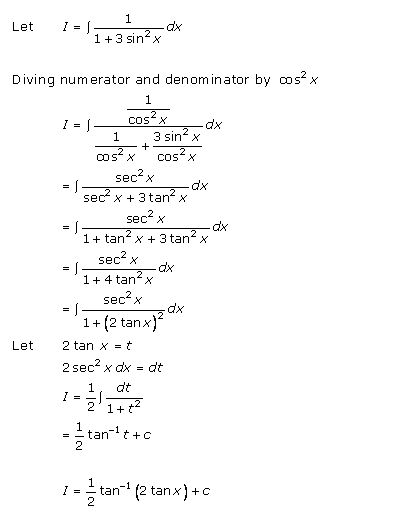 Let I = ∫ 1/(1 + 3 sin² x) dx
Diving numerator and denominator by cos² x
I = ∫ (1/cos² x)/(1/cos² x + 3 sin² x/cos² x) dx
= ∫ sec² x/(sec² x + 3 tan² x) dx
= ∫ sec² x/(1 + tan² x + 3 tan² x) dx
= ∫ sec² x/(1 + 4 tan² x) dx
= ∫ sec² x/(1 + (2 tan x)²) dx
Let 2 tan x = t
2 sec² x dx = dt
I = 1/2 ∫ dt/(1 + t²)
= 1/2 tan⁻¹ t + c
I = 1/2 tan⁻¹ (2 tan x) + c